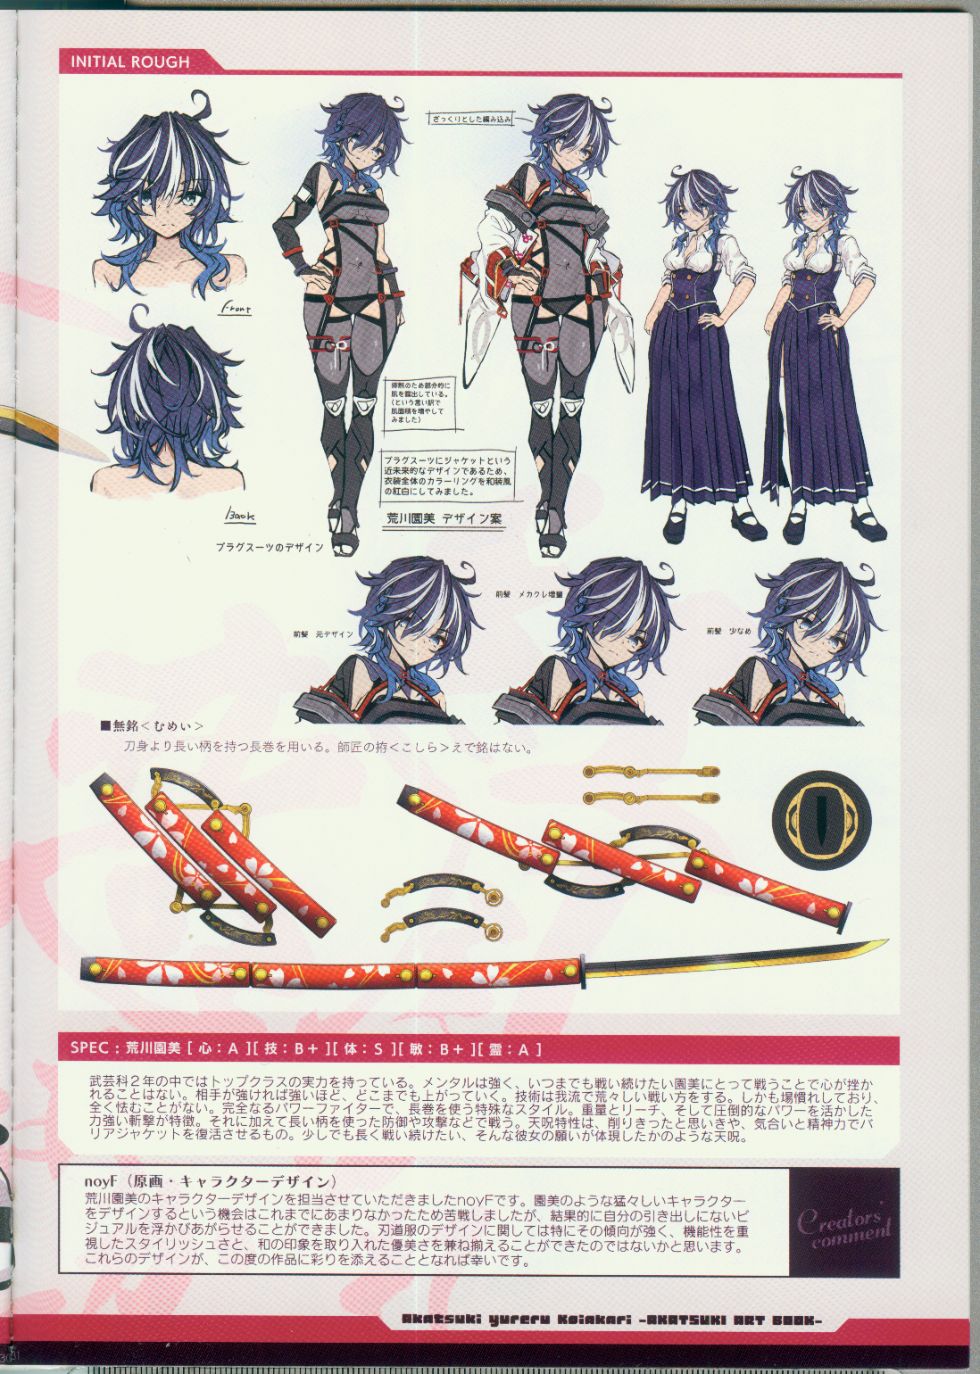 INITIAL ROUGH
Front
Back
ざっくりとした編み込み
排熱のため部分的に
肌を露出している。
(という言い訳で
肌面積を増やして
みました)
プラグスーツにジャケットという
近未来的なデザインであるため、
衣装全体のカラーリングを和装風
の紅白にしてみました。
荒川園美 デザイン案
プラグスーツのデザイン
前髪 元デザイン
前髪 メカクレ増量
前髪 少なめ
■無銘＜むめい＞
刀身より長い柄を持つ長巻を用いる。師匠の拵＜こしら＞えで銘はない。
SPEC：荒川園美［心：A］［技：B＋］［体：S］［敏：B＋］［霊：A］
武芸科２年の中ではトップクラスの実力を持っている。メンタルは強く、いつまでも戦い続けたい園美にとって戦うことで心が挫か
れることはない。相手が強ければ強いほど、どこまでも上がっていく。技術は我流で荒々しい戦い方をする。しかも場慣れしており、
全く怯むことがない。完全なるパワーファイターで、長巻を使う特殊なスタイル。重量とリーチ、そして圧倒的なパワーを活かした
力強い斬撃が特徴。それに加えて長い柄を使った防御や攻撃などで戦う。天呪特性は、削りきったと思いきや、気合いと精神力でバ
リアジャケットを復活させるもの。少しでも長く戦い続けたい、そんな彼女の願いが体現したかのような天呪。
noyF（原画・キャラクターデザイン）
荒川園美のキャラクターデザインを担当させていただきましたnoyFです。園美のような猛々しいキャラクター
をデザインするという機会はこれまでにあまりなかったため苦戦しましたが、結果的に自分の引き出しにないビ
ジュアルを浮かびあがらせることができました。刃道服のデザインに関しては特にその傾向が強く、機能性を重
視したスタイリッシュさと、和の印象を取り入れた優美さを兼ね揃えることができたのではないかと思います。
これらのデザインが、この度の作品に彩りを添えることとなれば幸いです。
Creators'
comment
Akatsuki yureru Koiakari -AKATSUKI ART BOOK-